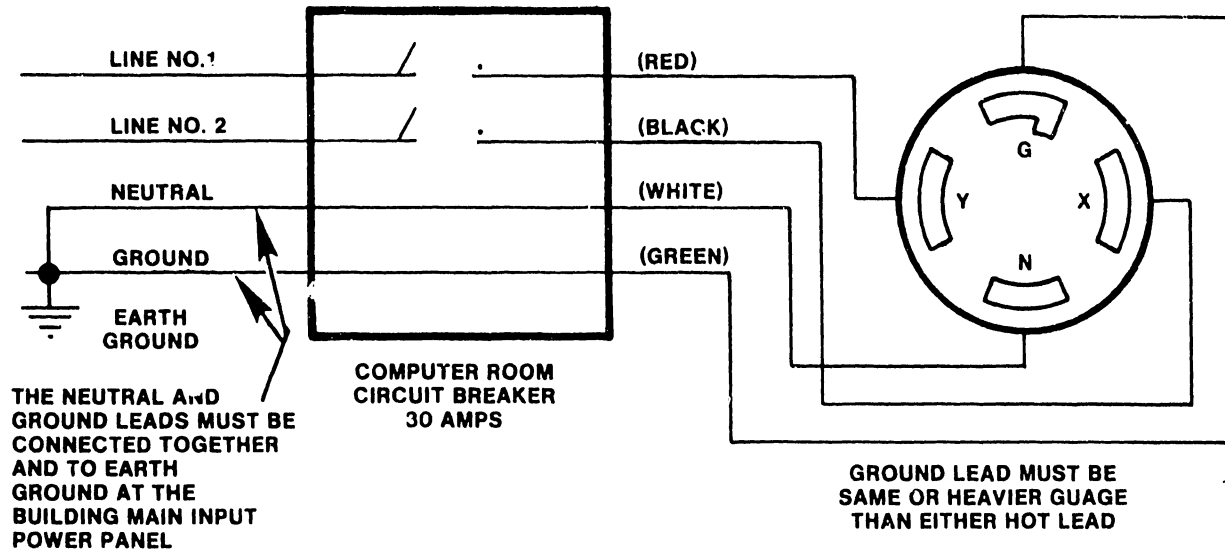 LINE NO.1
(RED)
LINE NO. 2
(BLACK)
NEUTRAL
(WHITE)
GROUND
(GREEN)
EARTH
GROUND
G
Y
X
N
COMPUTER ROOM
CIRCUIT BREAKER
30 AMPS
THE NEUTRAL AND
GROUND LEADS MUST BE
CONNECTED TOGETHER
AND TO EARTH
GROUND AT THE
BUILDING MAIN INPUT
POWER PANEL
GROUND LEAD MUST BE
SAME OR HEAVIER GUAGE
THAN EITHER HOT LEAD